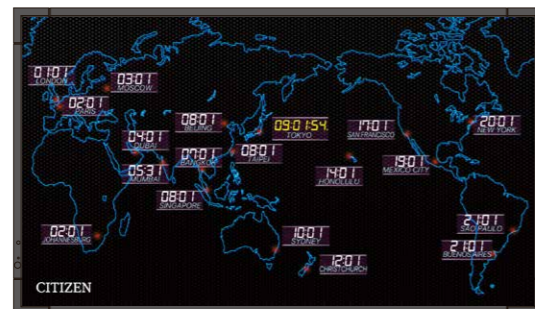 01:01
LONDON
03:01
MOSCOW
02:01
PARIS
08:01
BEIJING
09:01:54
TOKYO
17:01
SAN FRANCISCO
20:01
NEW YORK
04:01
DUBAI
07:01
BANGKOK
08:01
TAIPEI
05:31
MUMBAI
14:01
HONOLULU
19:01
MEXICO CITY
08:01
SINGAPORE
02:01
JOHANNESBURG
10:01
SYDNEY
21:01
SAO PAULO
12:01
CHRISTCHURCH
21:01
BUENOS AIRES
CITIZEN